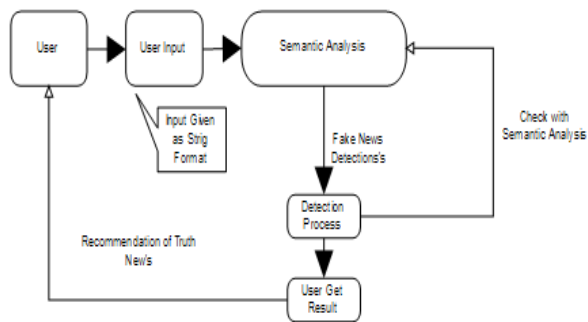 User
User Input
Semantic Analysis
Input Given
as Strig
Format
Fake News
Detections's
Check with
Semantic Analysis
Detection
Process
Recommendation of Truth
New's
User Get
Result